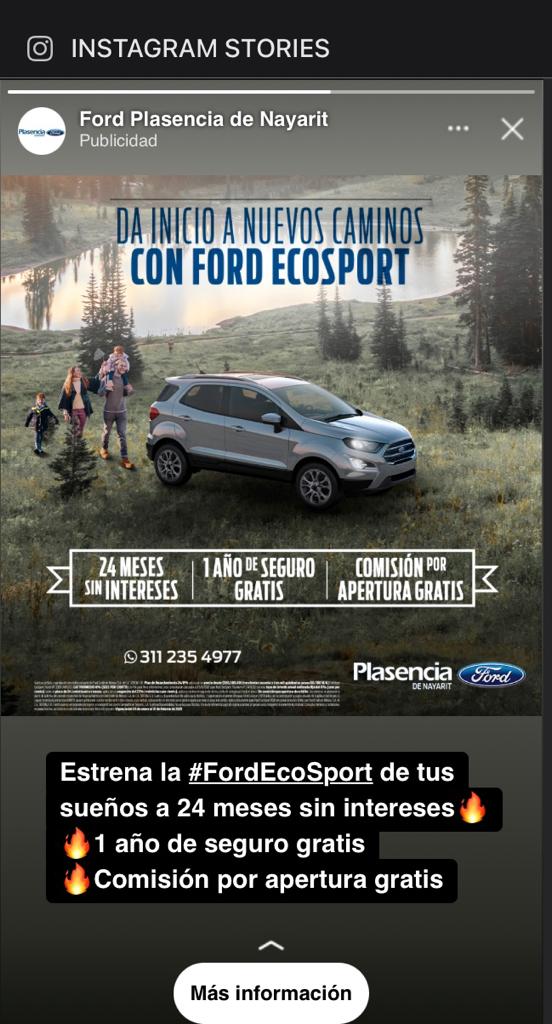 INSTAGRAM STORIES
Ford Plasencia de Nayarit
Publicidad
DA INICIO A NUEVOS CAMINOS
CON FORD ECOSPORT
24 MESES
SIN INTERESES
1 AÑO DE SEGURO
GRATIS
COMISIÓN POR
APERTURA GRATIS
311 235 4977
Plasencia
DE NAYARIT
Ford
Estrena la #FordEcoSport de tus
sueños a 24 meses sin intereses🔥
🔥1 año de seguro gratis
🔥Comisión por apertura gratis
Más información